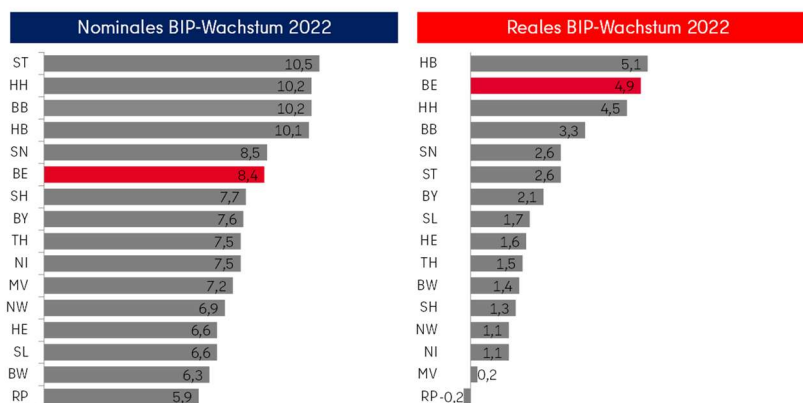 Nominales BIP-Wachstum 2022
ST 10,5
HH 10,2
BB 10,2
HB 10,1
SN 8,5
BE 8,4
SH 7,7
BY 7,6
TH 7,5
NI 7,5
MV 7,2
NW 6,9
HE 6,6
SL 6,6
BW 6,3
RP 5,9
Reales BIP-Wachstum 2022
HB 5,1
BE 4,9
HH 4,5
BB 3,3
SN 2,6
ST 2,6
BY 2,1
SL 1,7
HE 1,6
TH 1,5
BW 1,4
SH 1,3
NW 1,1
NI 1,1
MV 0,2
RP -0,2